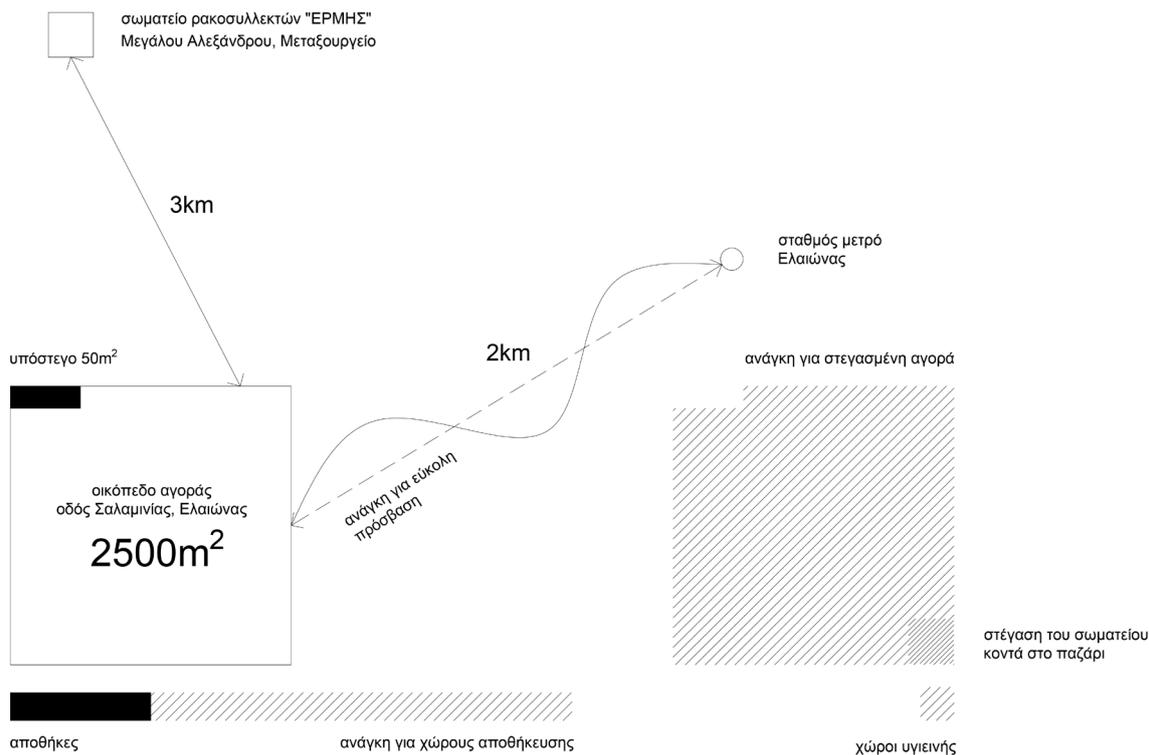 σωματείο ρακοσυλλεκτών "ΕΡΜΗΣ"
Μεγάλου Αλεξάνδρου, Μεταξουργείο
3km
σταθμός μετρό
Ελαιώνας
2km
υπόστεγο 50m²
ανάγκη για στεγασμένη αγορά
ανάγκη για εύκολη
πρόσβαση
οικόπεδο αγοράς
οδός Σαλαμινίας, Ελαιώνας
2500m²
στέγαση του σωματείου
κοντά στο παζάρι
αποθήκες
ανάγκη για χώρους αποθήκευσης
χώροι υγιεινής